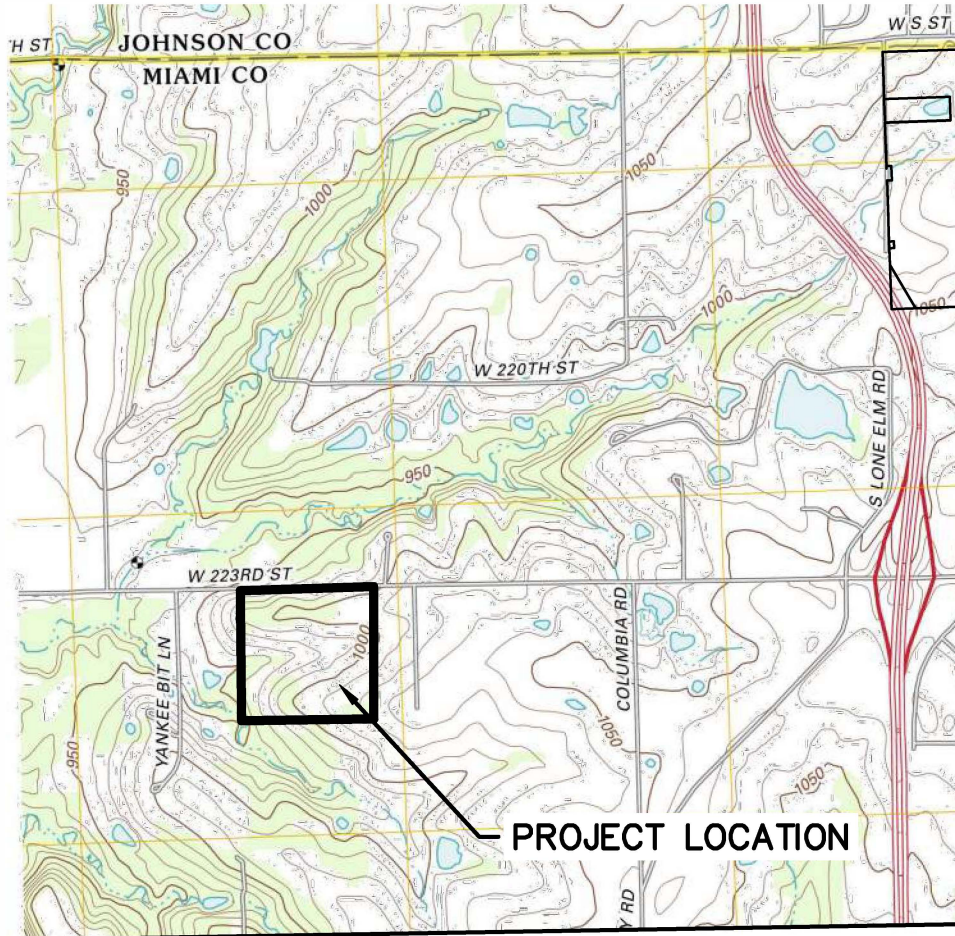 W S ST
H ST
JOHNSON CO
MIAMI CO
950
1000
1050
1000
1050
W 220TH ST
S LONE ELM RD
950
W 223RD ST
1000
COLUMBIA RD
YANKEE BIT LN
1050
950
1050
PROJECT LOCATION
Y RD